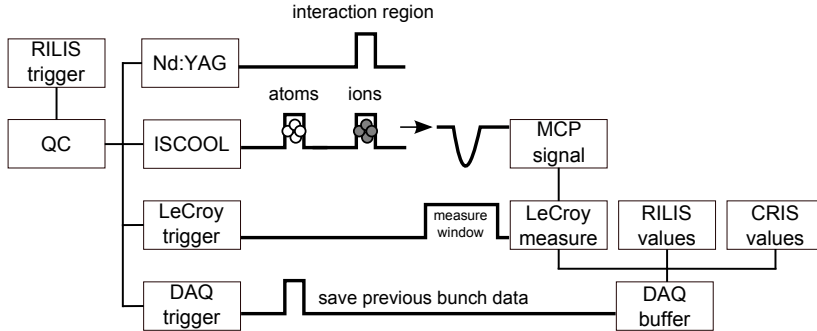 interaction region
RILIS
trigger
Nd:YAG
atoms
ions
QC
ISCOOL
MCP
signal
LeCroy
trigger
measure
window
LeCroy
measure
RILIS
values
CRIS
values
DAQ
trigger
save previous bunch data
DAQ
buffer